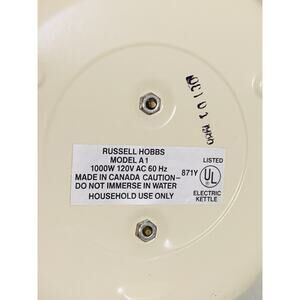 RUSSELL HOBBS
MODEL A1
1000W 120V AC 60 Hz
MADE IN CANADA CAUTION-
DO NOT IMMERSE IN WATER
HOUSEHOLD USE ONLY
LISTED
871Y UL
ELECTRIC
KETTLE